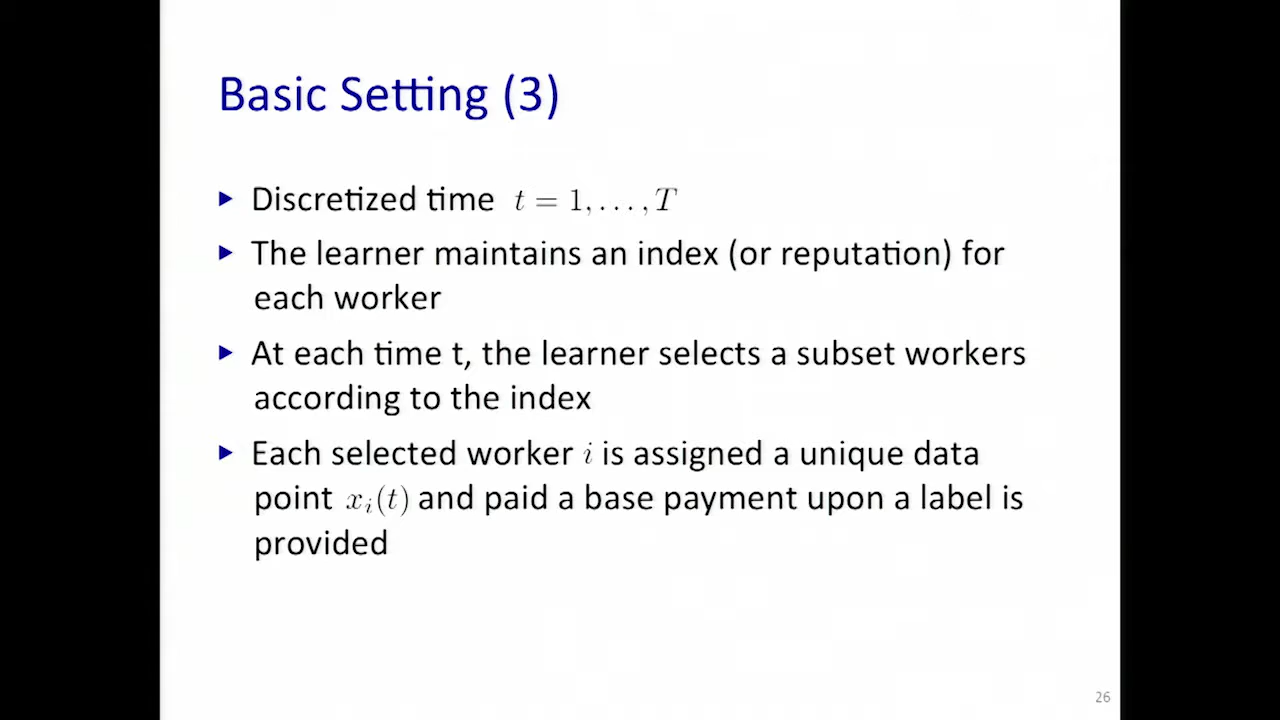 Basic Setting (3)
▸ Discretized time t = 1, . . . , T
▸ The learner maintains an index (or reputation) for
each worker
▸ At each time t, the learner selects a subset workers
according to the index
▸ Each selected worker i is assigned a unique data
point x_i(t) and paid a base payment upon a label is
provided
26